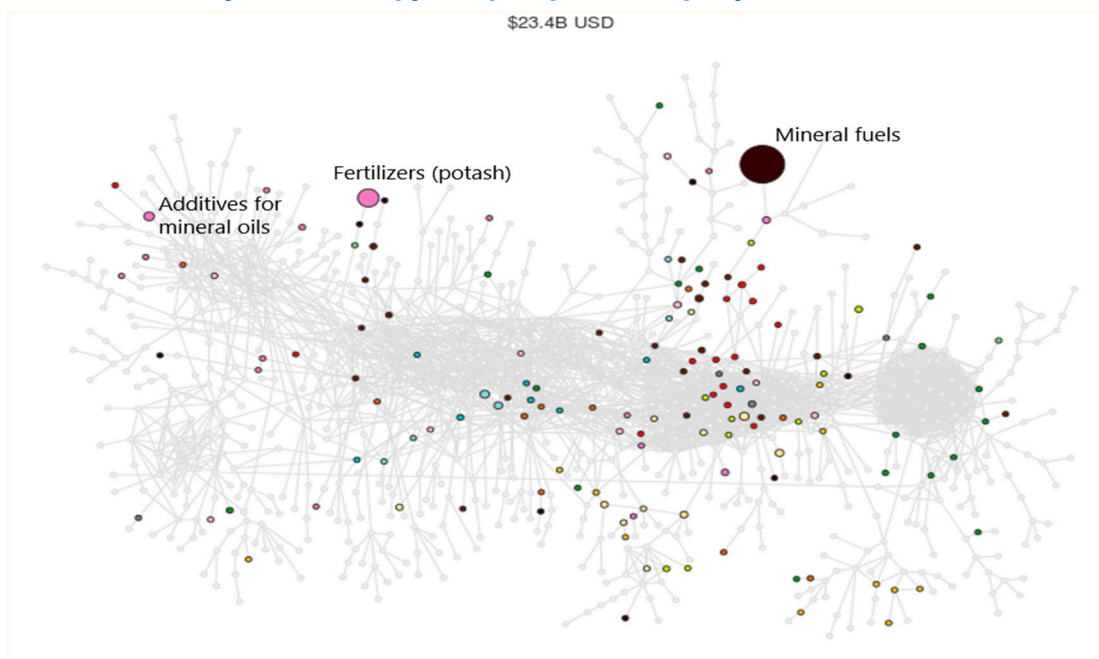 $23.4B USD
Mineral fuels
Fertilizers (potash)
Additives for
mineral oils